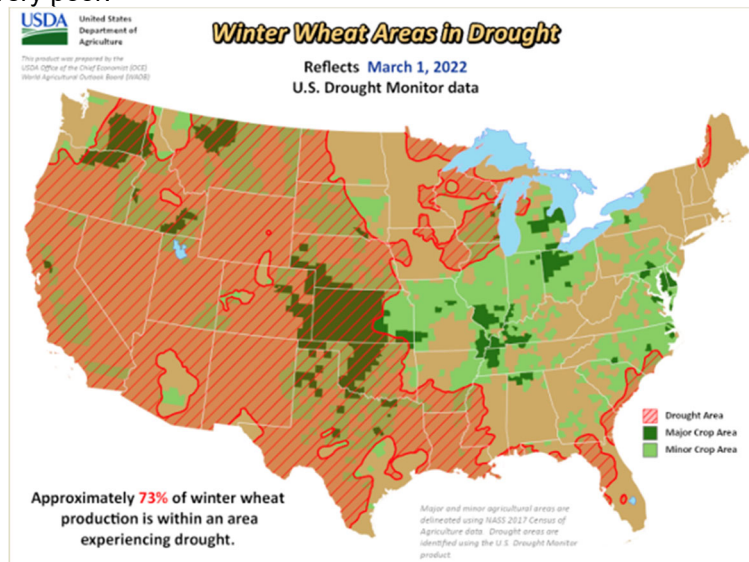 very poor.
USDA
United States
Department of
Agriculture
This product was prepared by the
USDA Office of the Chief Economist (OCE)
World Agricultural Outlook Board (WAOB)
Winter Wheat Areas in Drought
Reflects March 1, 2022
U.S. Drought Monitor data
Drought Area
Major Crop Area
Minor Crop Area
Approximately 73% of winter wheat
production is within an area
experiencing drought.
Major and minor agricultural areas are
delineated using NASS 2017 Census of
Agriculture data. Drought areas are
identified using the U.S. Drought Monitor
product.